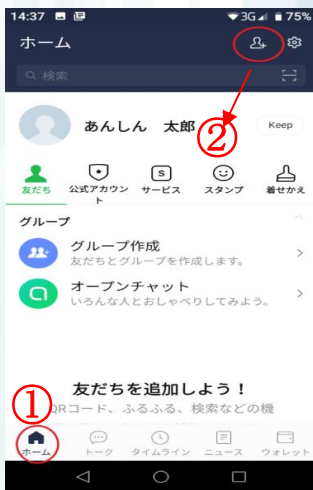 14:37 3G 75%
ホーム
検索
②
あんしん 太郎 Keep
友だち 公式アカウント サービス スタンプ 着せかえ
グループ
グループ作成
友だちとグループを作成します。
オープンチャット
いろんな人とおしゃべりしてみよう。
友だちを追加しよう！
①
QRコード、ふるふる、検索などの機
ホーム トーク タイムライン ニュース ウォレット